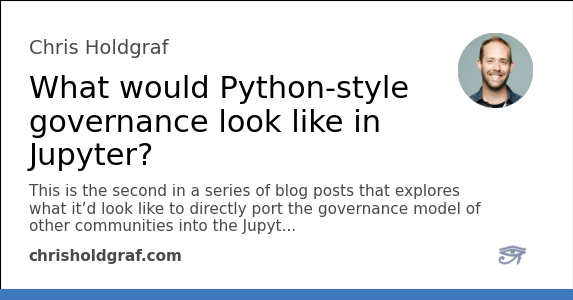 Chris Holdgraf
What would Python-style
governance look like in
Jupyter?
This is the second in a series of blog posts that explores
what it’d look like to directly port the governance model of
other communities into the Jupyt...
chrisholdgraf.com